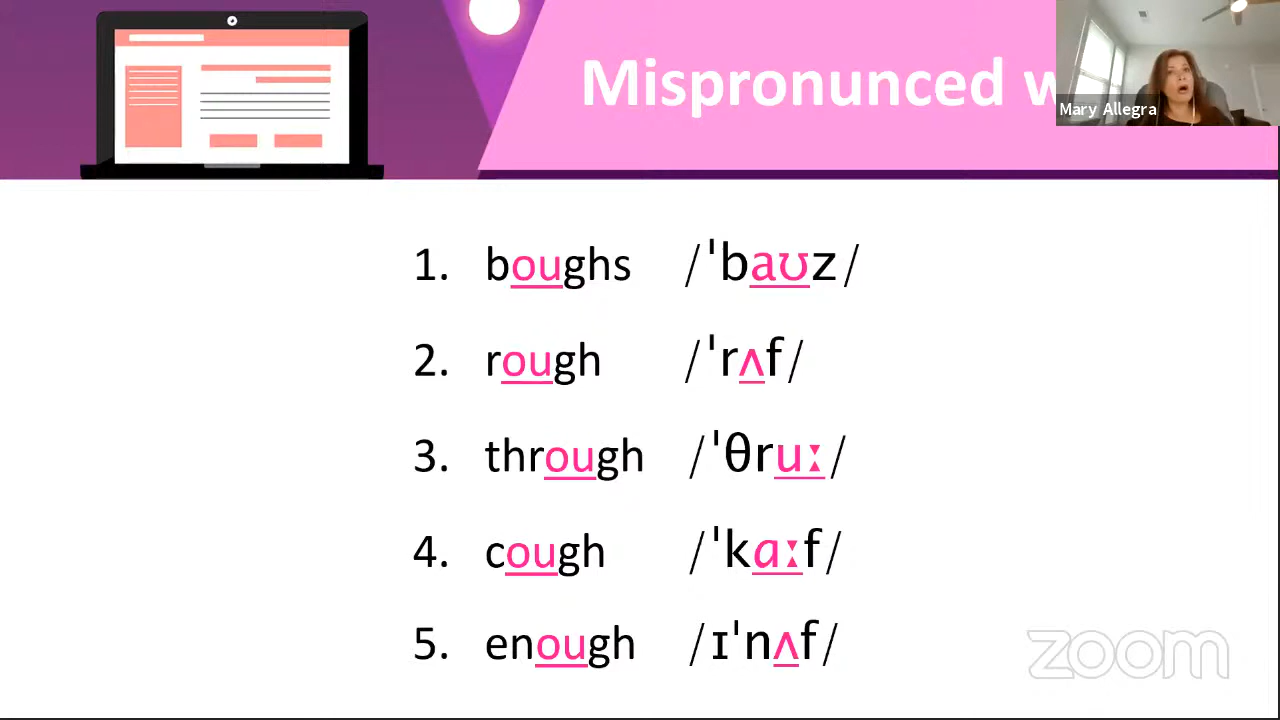 Mispronunced
Mary Allegra
1. boughs /ˈbaʊz/
2. rough /ˈrʌf/
3. through /ˈθruː/
4. cough /ˈkɑːf/
5. enough /ɪˈnʌf/
zoom